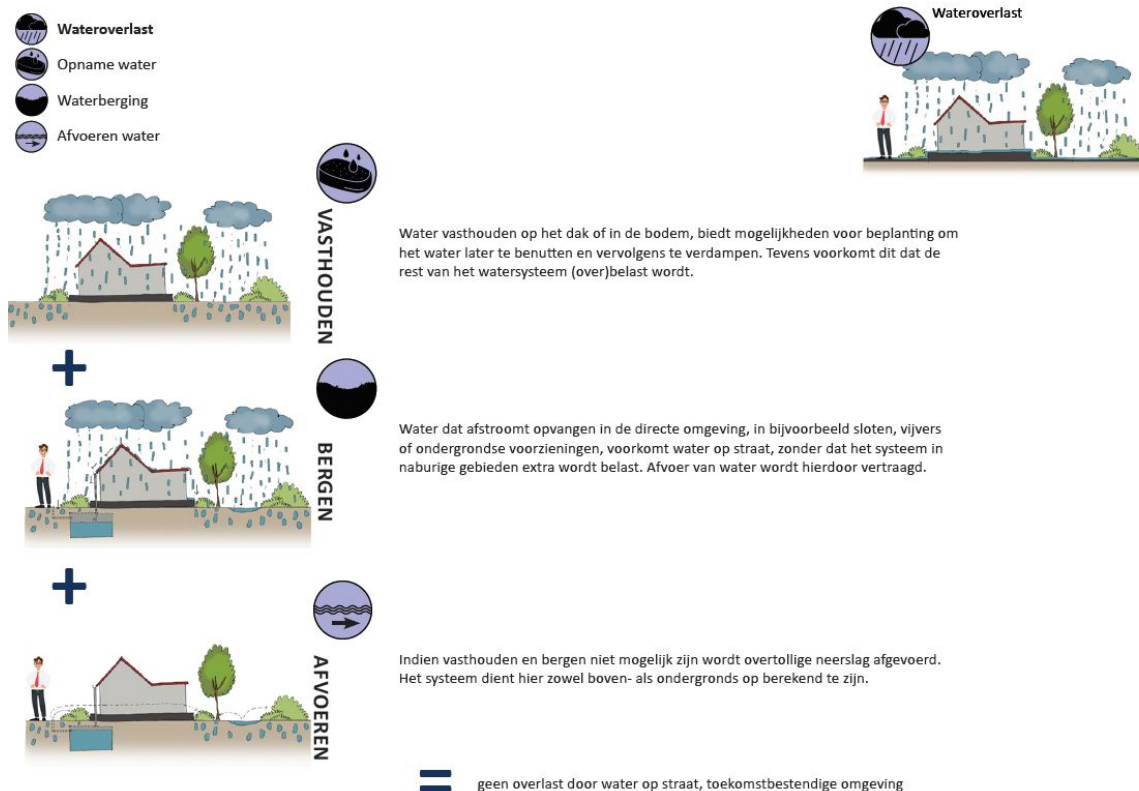 Wateroverlast
Opname water
Waterberging
Afvoeren water
Wateroverlast
VASTHOUDEN
Water vasthouden op het dak of in de bodem, biedt mogelijkheden voor beplanting om
het water later te benutten en vervolgens te verdampen. Tevens voorkomt dit dat de
rest van het watersysteem (over)belast wordt.
+
BERGEN
Water dat afstroomt opvangen in de directe omgeving, in bijvoorbeeld sloten, vijvers
of ondergrondse voorzieningen, voorkomt water op straat, zonder dat het systeem in
naburige gebieden extra wordt belast. Afvoer van water wordt hierdoor vertraagd.
+
AFVOEREN
Indien vasthouden en bergen niet mogelijk zijn wordt overtollige neerslag afgevoerd.
Het systeem dient hier zowel boven- als ondergronds op berekend te zijn.
= geen overlast door water op straat, toekomstbestendige omgeving